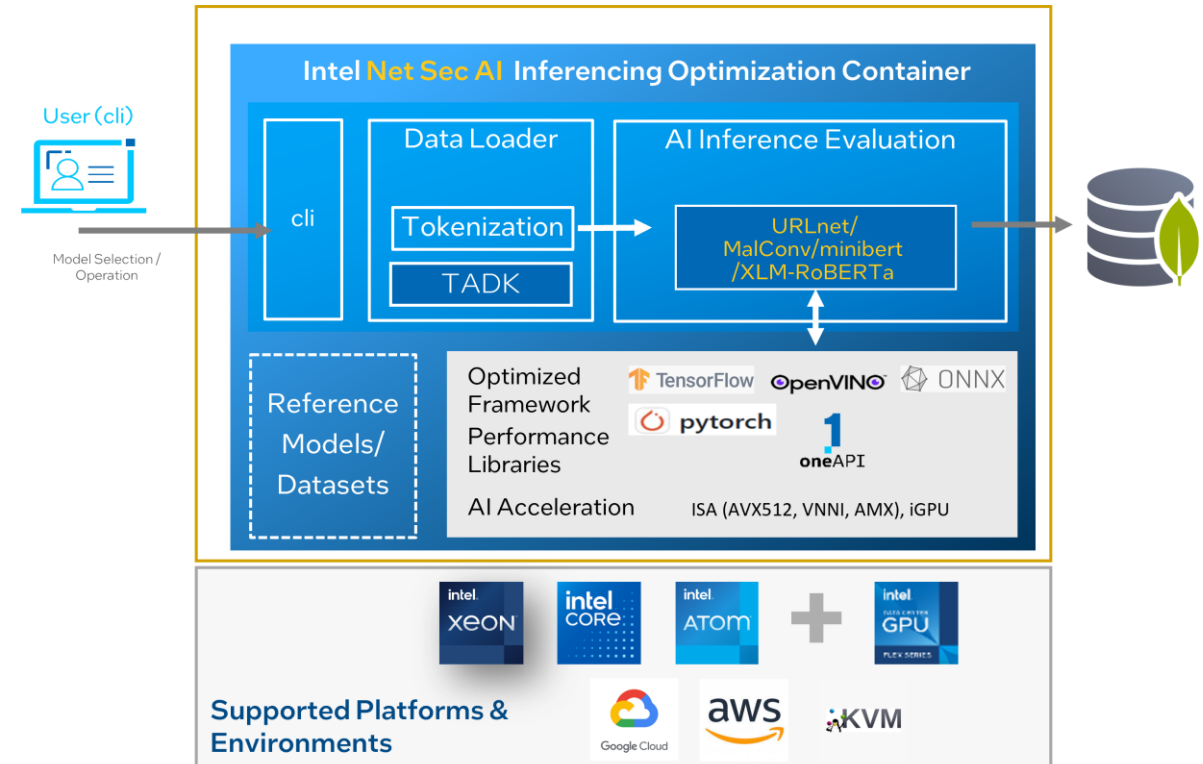 Intel Net Sec AI Inferencing Optimization Container
User (cli)
Model Selection /
Operation
cli
Data Loader
Tokenization
TADK
AI Inference Evaluation
URLnet/
MalConv/minibert
/XLM-RoBERTa
Reference
Models/
Datasets
Optimized
Framework
TensorFlow
OpenVINO
ONNX
pytorch
Performance
Libraries
oneAPI
AI Acceleration
ISA (AVX512, VNNI, AMX), iGPU
intel.
XEON
intel
CORE
intel.
ATOM
intel.
DATA CENTER
GPU
FLEX SERIES
Supported Platforms &
Environments
Google Cloud
aws
KVM